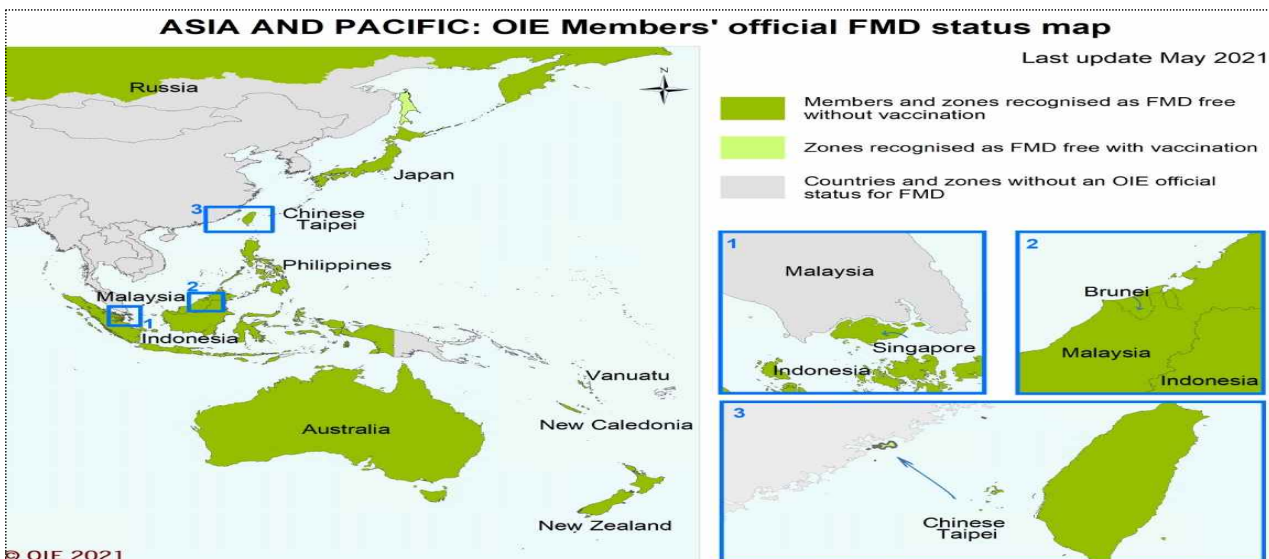 ASIA AND PACIFIC: OIE Members' official FMD status map
Last update May 2021
N
Russia
Members and zones recognised as FMD free
without vaccination
Zones recognised as FMD free with vaccination
Japan
Countries and zones without an OIE official
status for FMD
3
Chinese
Taipei
Philippines
2
Malaysia
1
Indonesia
Vanuatu
New Caledonia
Australia
New Zealand
1
Malaysia
Singapore
Indonesia
2
Brunei
Malaysia
Indonesia
3
Chinese
Taipei
© OIE 2021